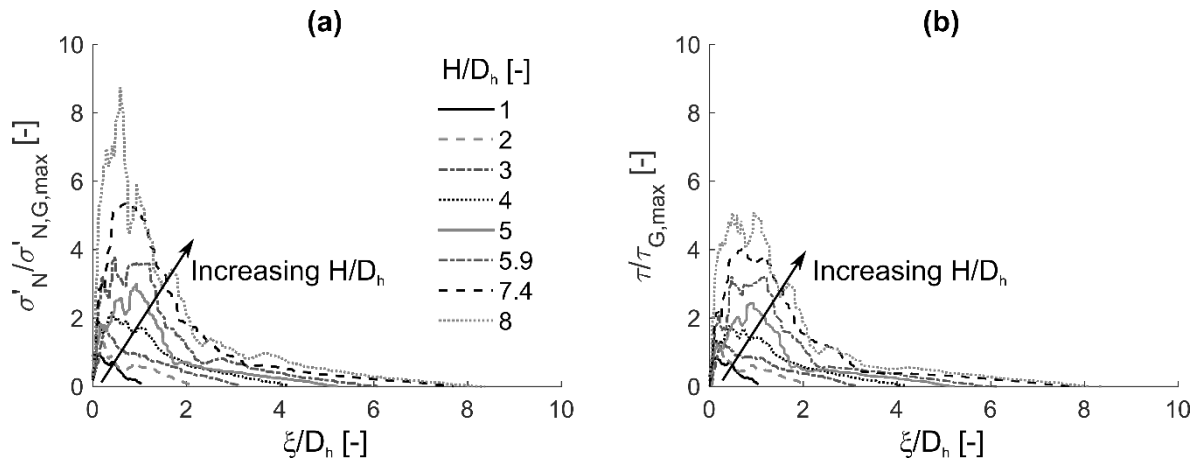 (a)
10
8
6
4
2
0
σ'N/σ'N,G,max [-]
0 2 4 6 8 10
ξ/Dh [-]
Increasing H/Dh
H/Dh [-]
1
2
3
4
5
5.9
7.4
8
(b)
10
8
6
4
2
0
τ/τG,max [-]
0 2 4 6 8 10
ξ/Dh [-]
Increasing H/Dh